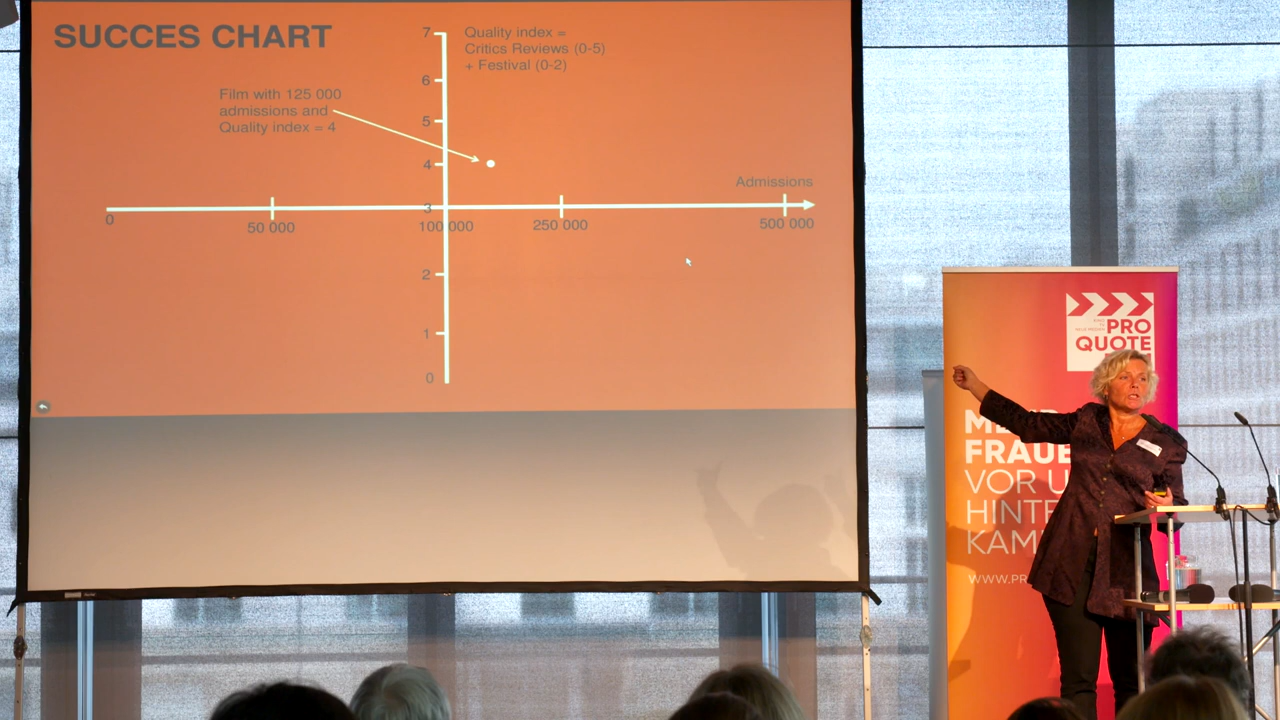 SUCCES CHART
7
Quality index =
Critics Reviews (0-5)
+ Festival (0-2)
6
Film with 125 000
admissions and
Quality index = 4
5
4
Admissions
3
0
50 000
100 000
250 000
500 000
2
1
0
PRO
QUOTE
FRAUE
VOR U
HINTE
KAM
WWW.PR